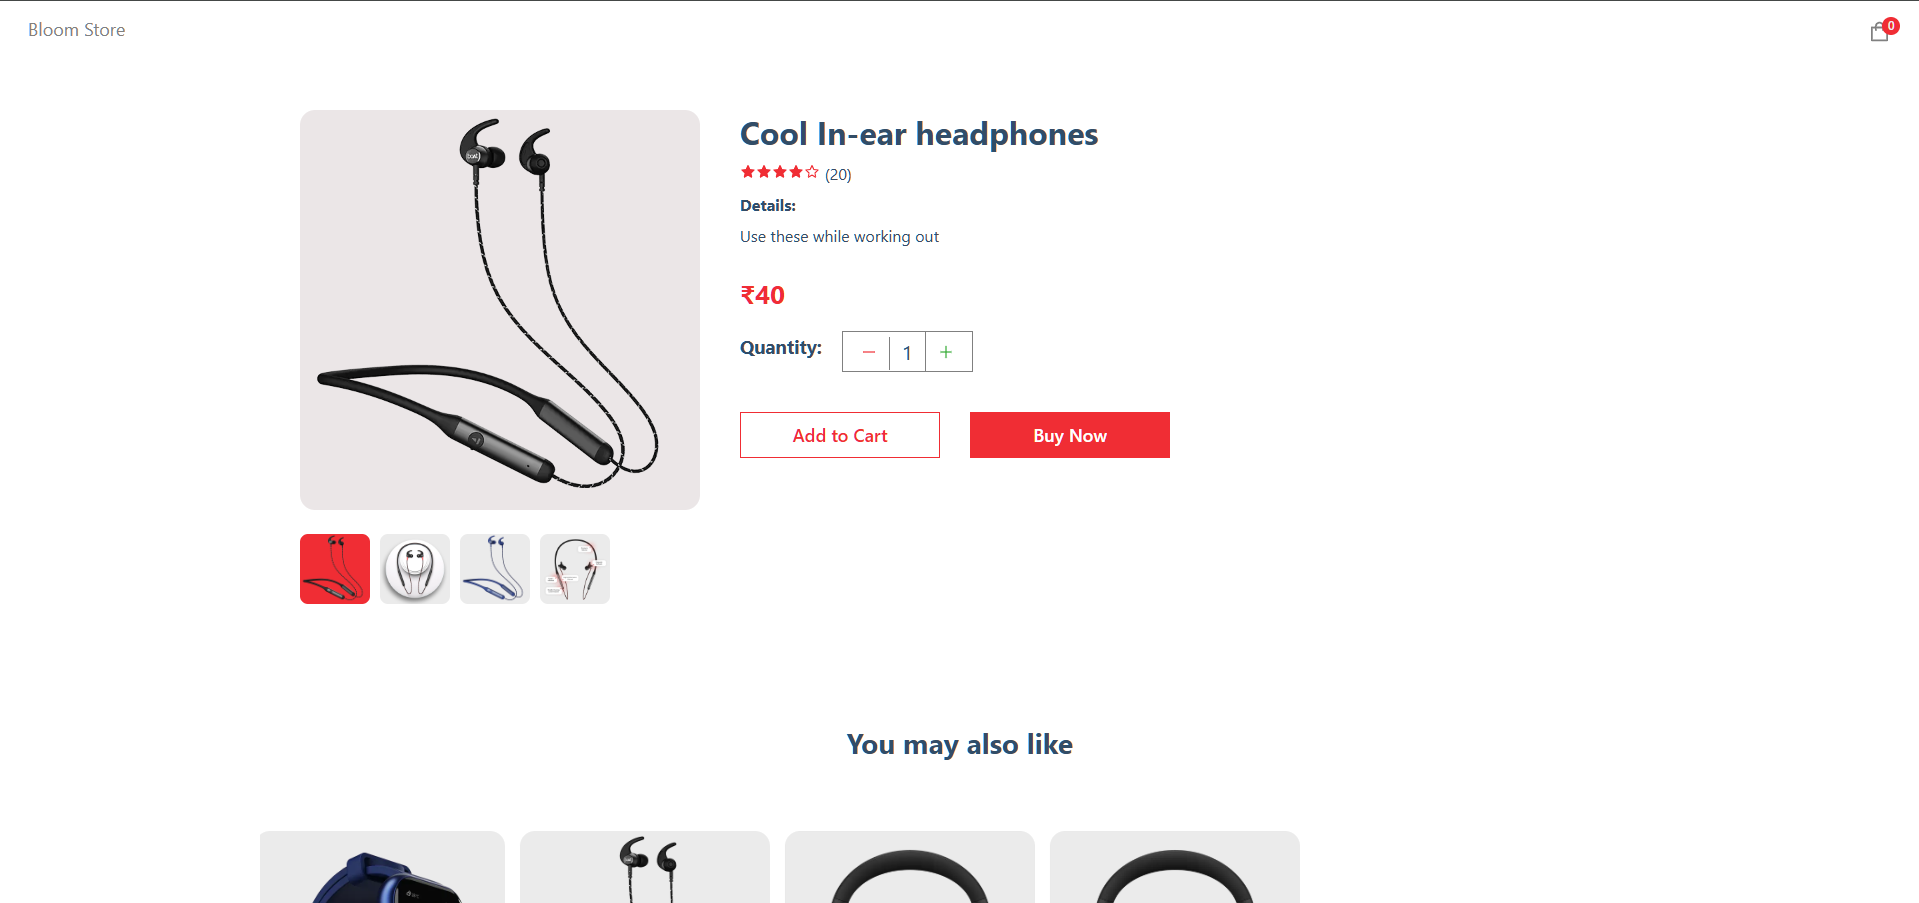 Bloom Store
0
Cool In-ear headphones
(20)
Details:
Use these while working out
₹40
Quantity:
1
Add to Cart
Buy Now
You may also like